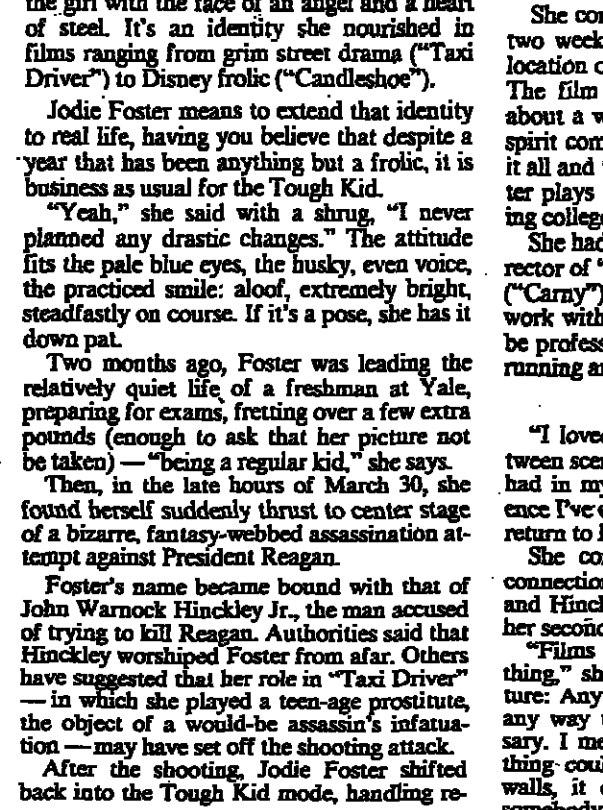 the girl with the face of an angel and a heart
of steel. It's an identity she nourished in
films ranging from grim street drama ("Taxi
Driver") to Disney frolic ("Candleshoe").
Jodie Foster means to extend that identity
to real life, having you believe that despite a
year that has been anything but a frolic, it is
business as usual for the Tough Kid.
"Yeah," she said with a shrug, "I never
planned any drastic changes." The attitude
fits the pale blue eyes, the husky, even voice,
the practiced smile: aloof, extremely bright,
steadfastly on course. If it's a pose, she has it
down pat.
Two months ago, Foster was leading the
relatively quiet life of a freshman at Yale,
preparing for exams, fretting over a few extra
pounds (enough to ask that her picture not
be taken) — "being a regular kid," she says.
Then, in the late hours of March 30, she
found herself suddenly thrust to center stage
of a bizarre, fantasy-webbed assassination at-
tempt against President Reagan.
Foster's name became bound with that of
John Warnock Hinckley Jr., the man accused
of trying to kill Reagan. Authorities said that
Hinckley worshiped Foster from afar. Others
have suggested that her role in "Taxi Driver"
— in which she played a teen-age prostitute,
the object of a would-be assassin's infatua-
tion — may have set off the shooting attack.
After the shooting, Jodie Foster shifted
back into the Tough Kid mode, handling re-
She
two week
location
The film
about a
spirit
it all and
ter plays
ing colleg
She had
rector of
("Carny")
work with
be profess
running
"I love
tween
had in
ence I've
return to
She
connection
and
her
"Films
thing," sh
ture: Any
any way
sary. I
thing
walls, it